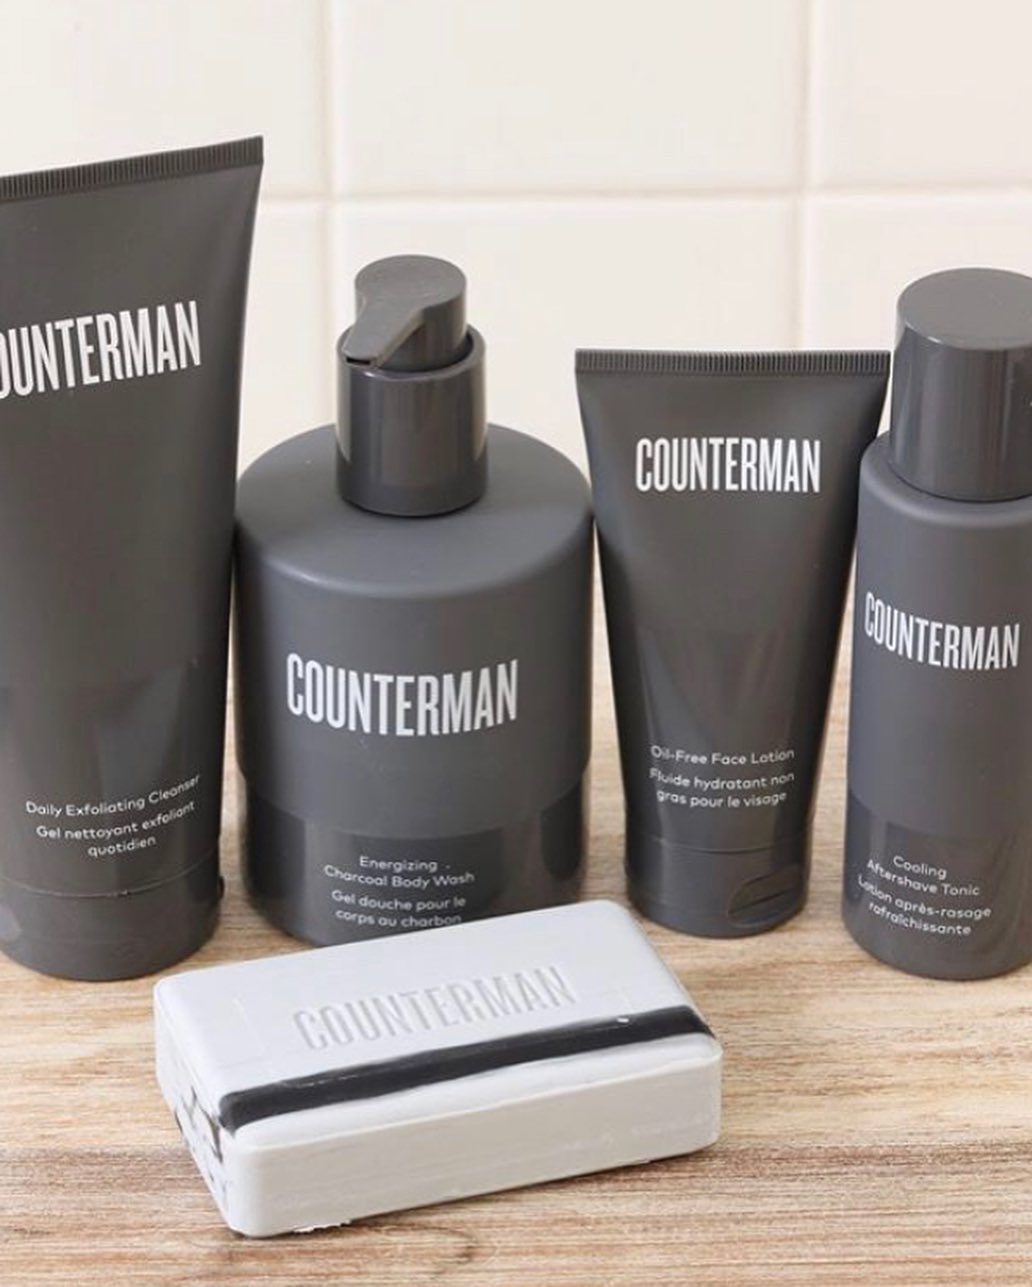 COUNTERMAN
Daily Exfoliating Cleanser
Gel nettoyant exfoliant
quotidien
COUNTERMAN
Energizing
Charcoal Body Wash
Gel douche pour le
corps au charbon
COUNTERMAN
Oil-Free Face Lotion
Fluide hydratant non
gras pour le visage
COUNTERMAN
Cooling
Aftershave Tonic
Lotion après-rasage
rafraîchissante
COUNTERMAN